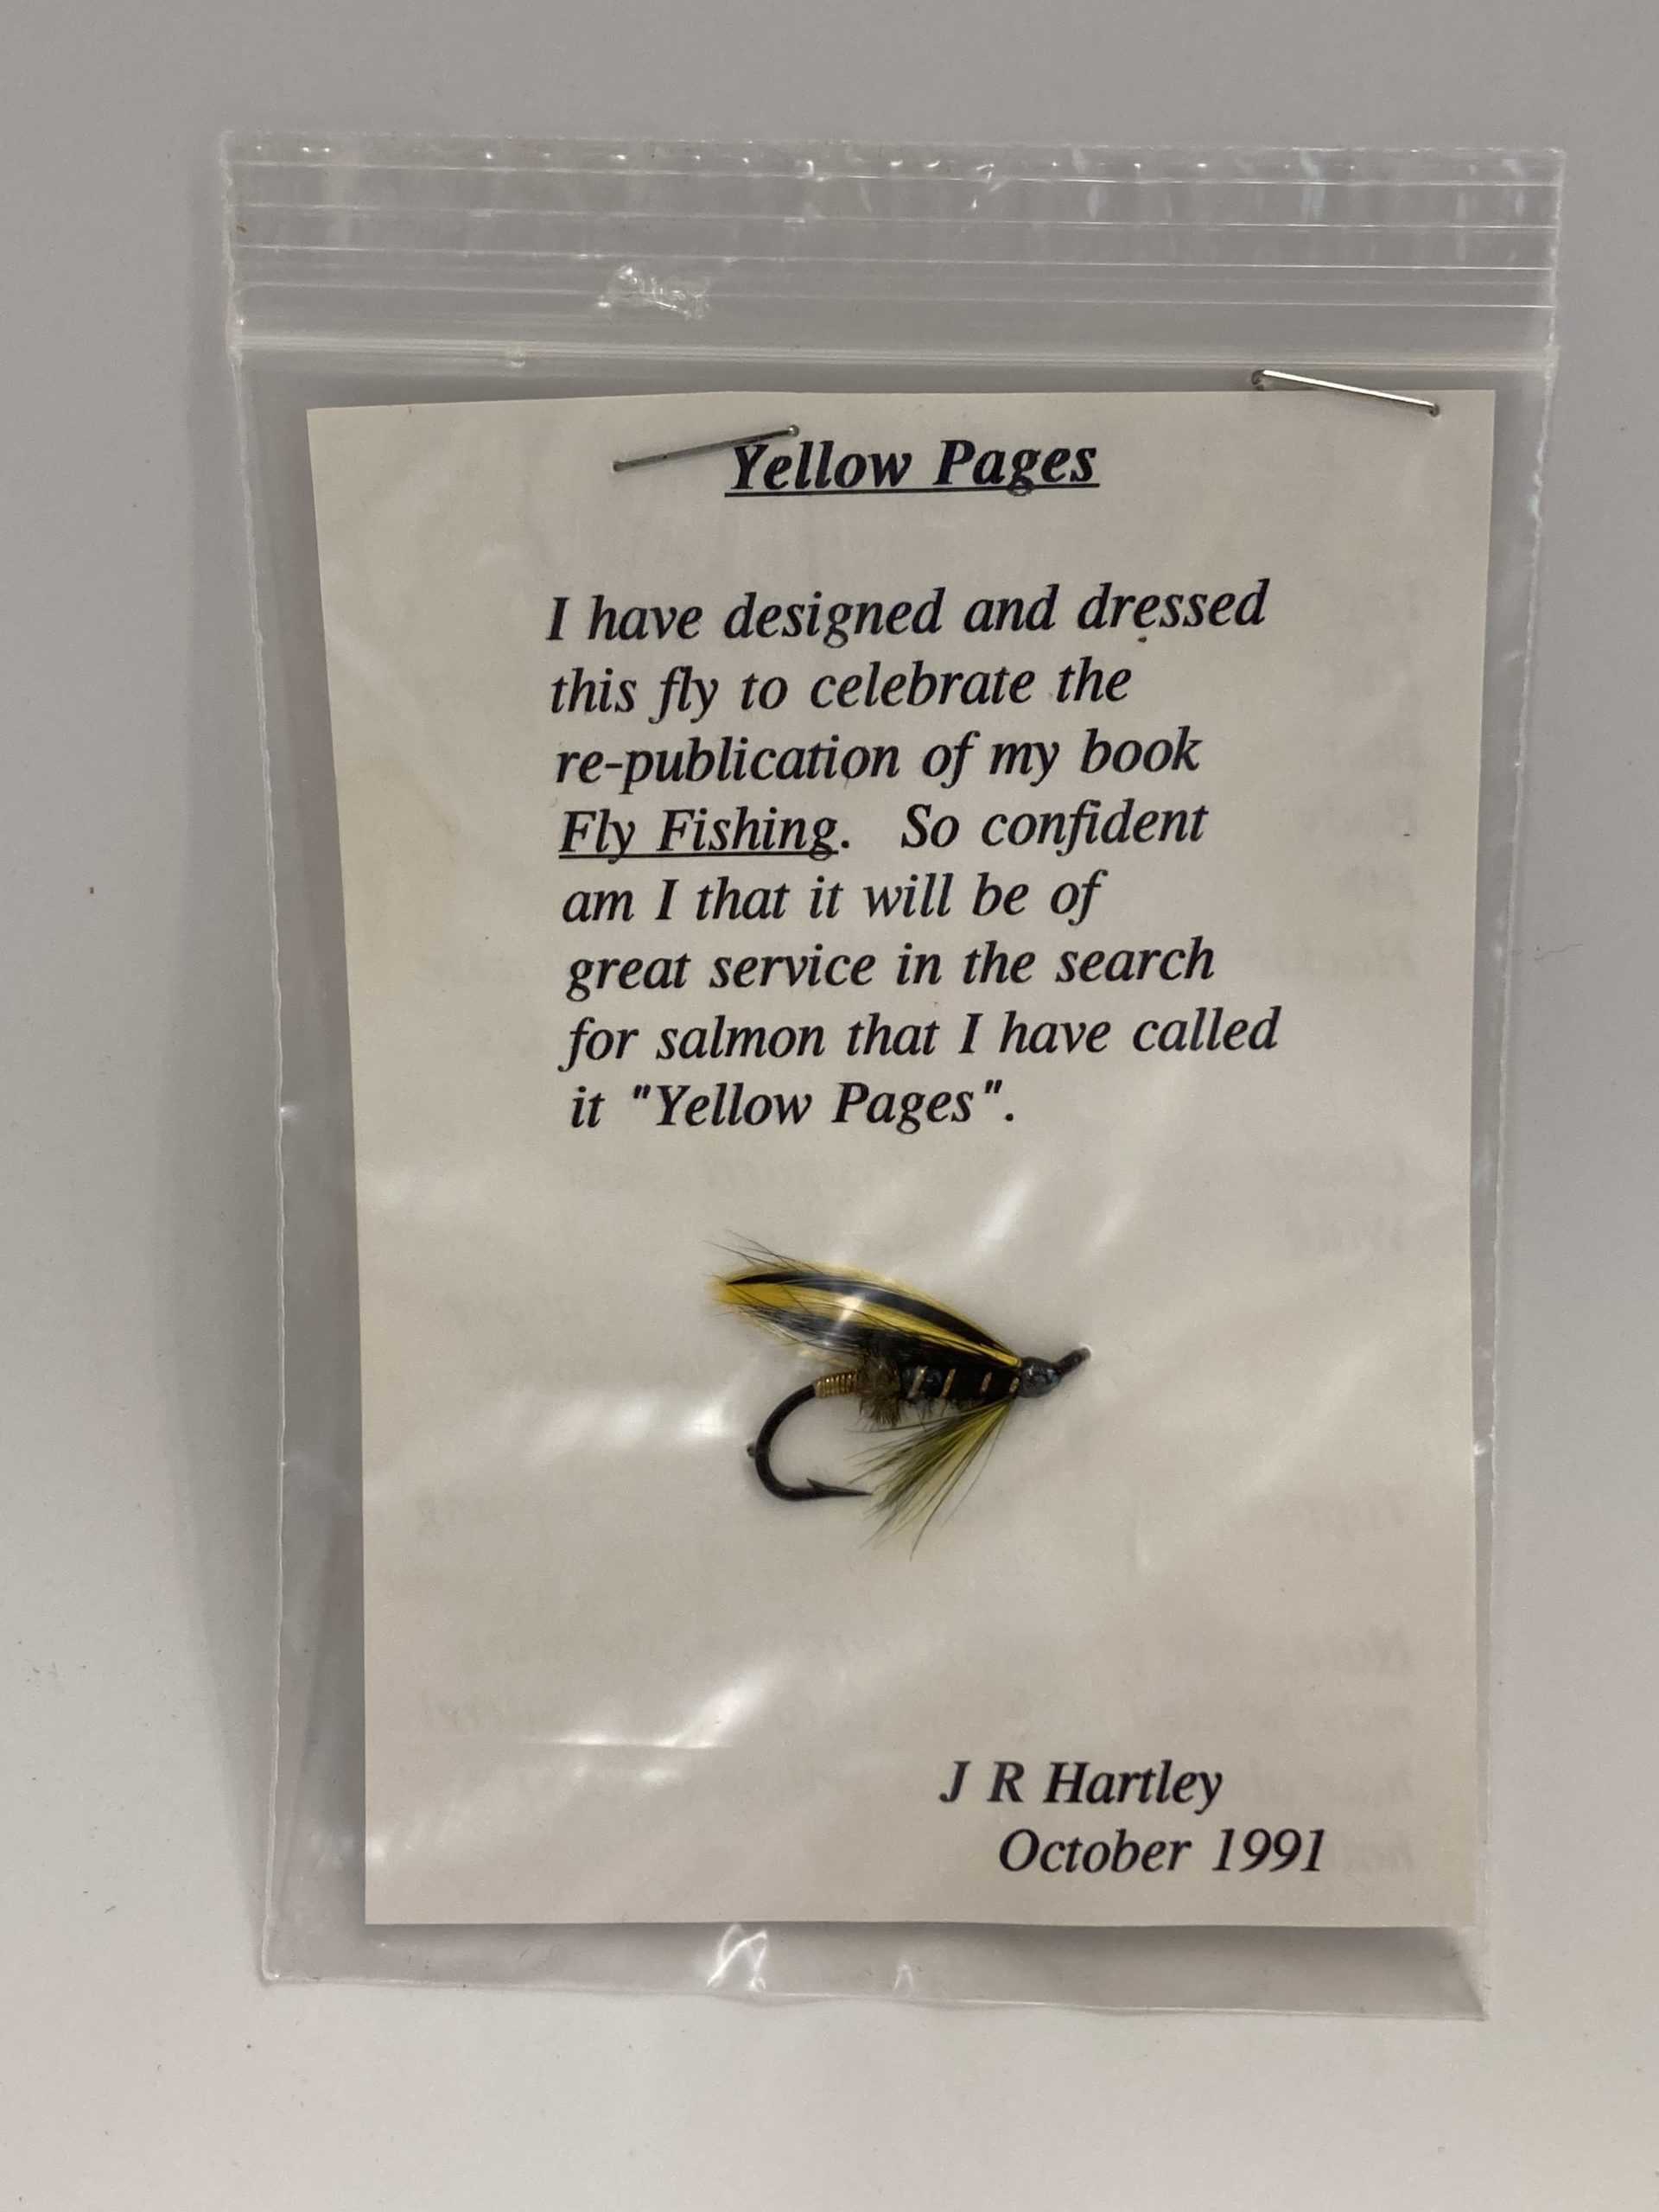 Yellow Pages
I have designed and dressed
this fly to celebrate the
re-publication of my book
Fly Fishing. So confident
am I that it will be of
great service in the search
for salmon that I have called
it "Yellow Pages".
J R Hartley
October 1991